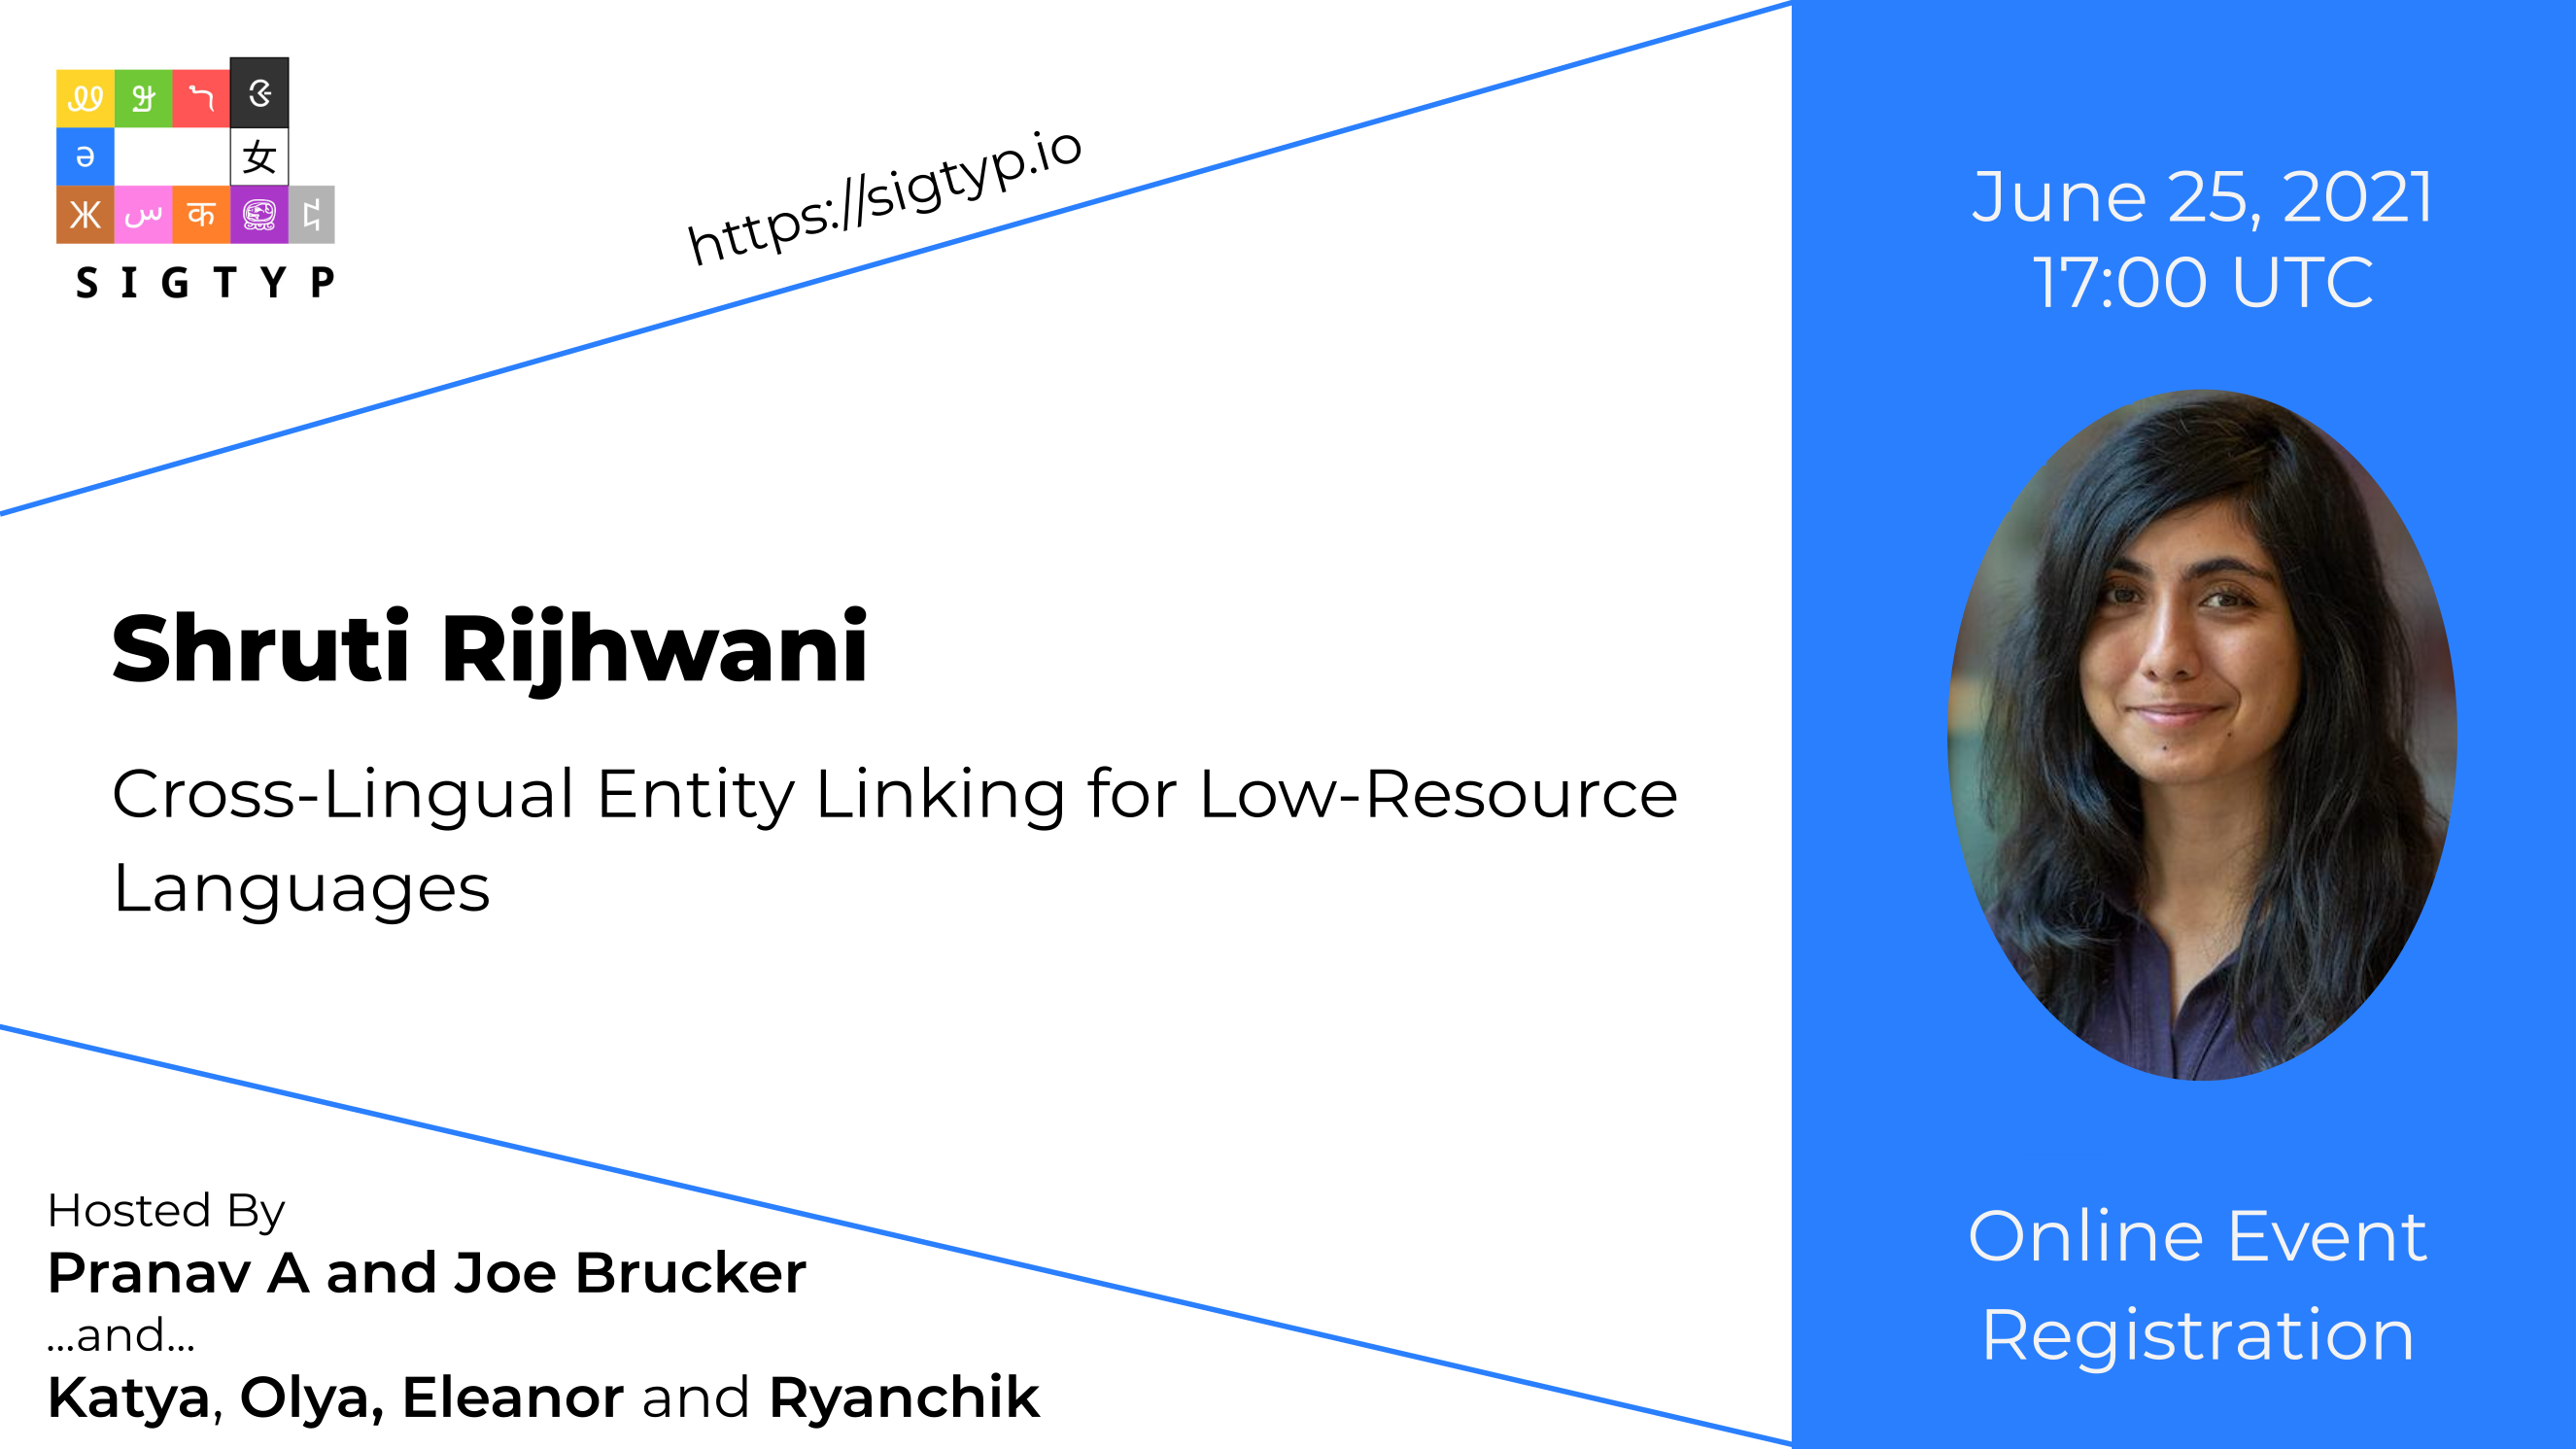 ə
女
Ж س क
S I G T Y P
https://sigtyp.io
June 25, 2021
17:00 UTC
Shruti Rijhwani
Cross-Lingual Entity Linking for Low-Resource
Languages
Hosted By
Pranav A and Joe Brucker
...and...
Katya, Olya, Eleanor and Ryanchik
Online Event
Registration